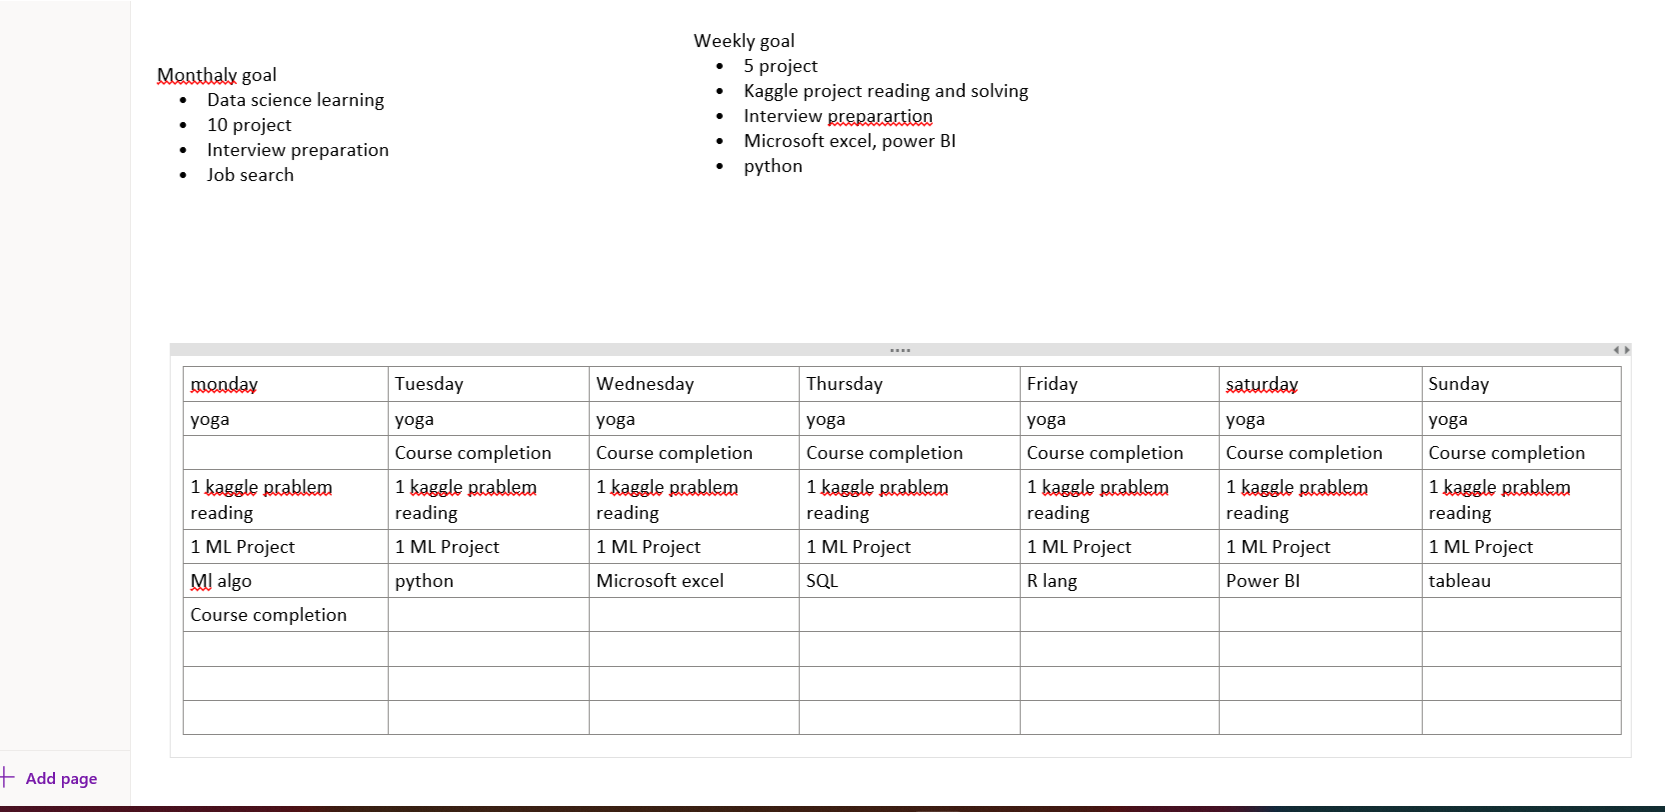 Weekly goal
• 5 project
• Kaggle project reading and solving
• Interview preparartion
• Microsoft excel, power BI
• python
Monthaly goal
• Data science learning
• 10 project
• Interview preparation
• Job search
monday Tuesday Wednesday Thursday Friday saturday Sunday
yoga yoga yoga yoga yoga yoga yoga
Course completion Course completion Course completion Course completion Course completion Course completion
1 kaggle prablem 1 kaggle prablem 1 kaggle prablem 1 kaggle prablem 1 kaggle prablem 1 kaggle prablem 1 kaggle prablem
reading reading reading reading reading reading reading
1 ML Project 1 ML Project 1 ML Project 1 ML Project 1 ML Project 1 ML Project 1 ML Project
Ml algo python Microsoft excel SQL R lang Power BI tableau
Course completion
+ Add page